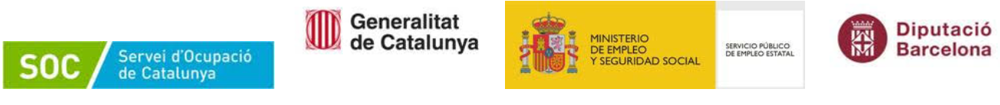 SOC
Servei d'Ocupació
de Catalunya
Generalitat
de Catalunya
MINISTERIO
DE EMPLEO
Y SEGURIDAD SOCIAL
SERVICIO PÚBLICO
DE EMPLEO ESTATAL
Diputació
Barcelona